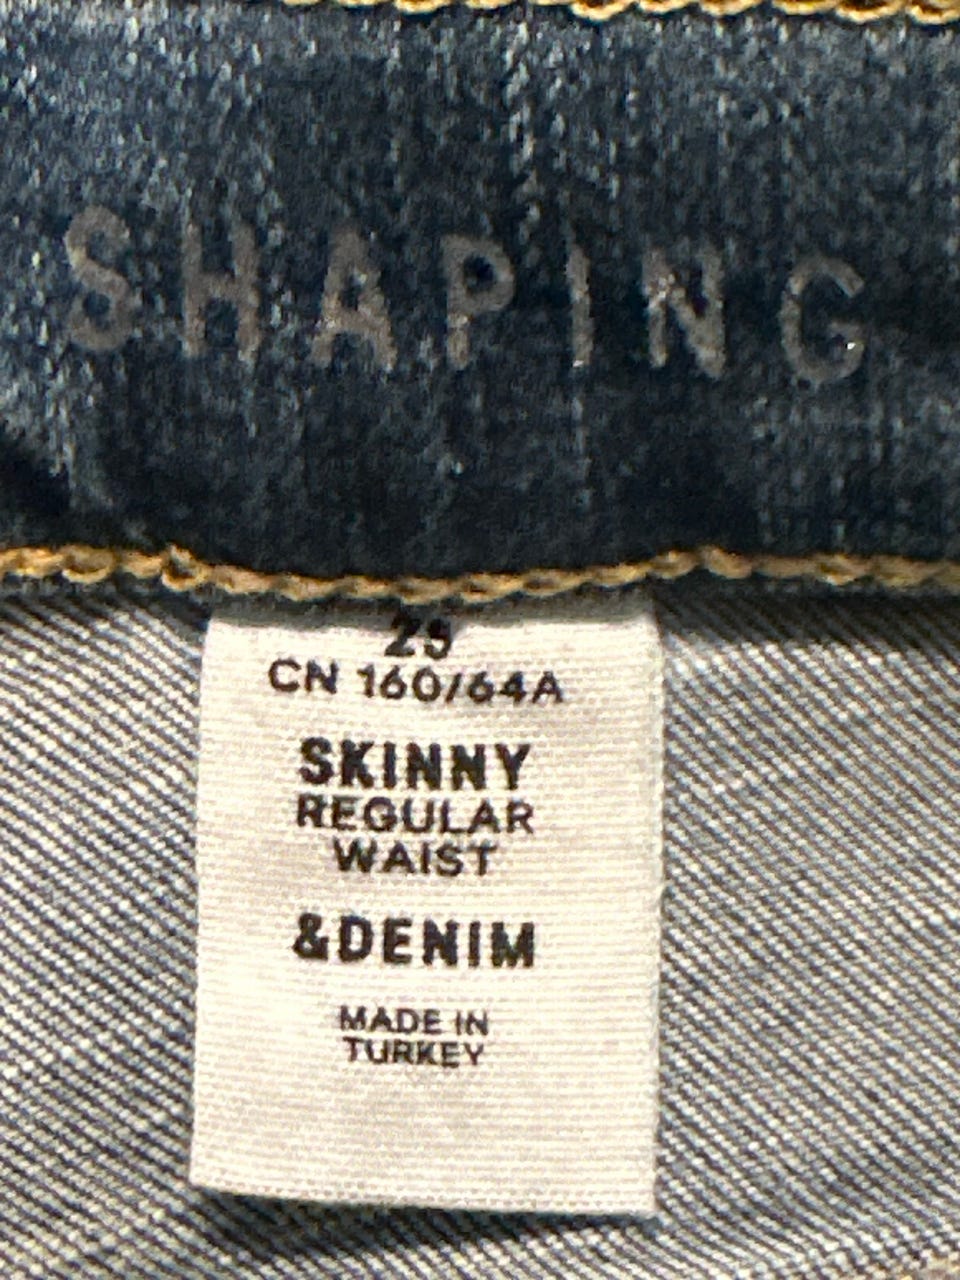 SHAPING
25
CN 160/64A
SKINNY
REGULAR
WAIST
&DENIM
MADE IN
TURKEY